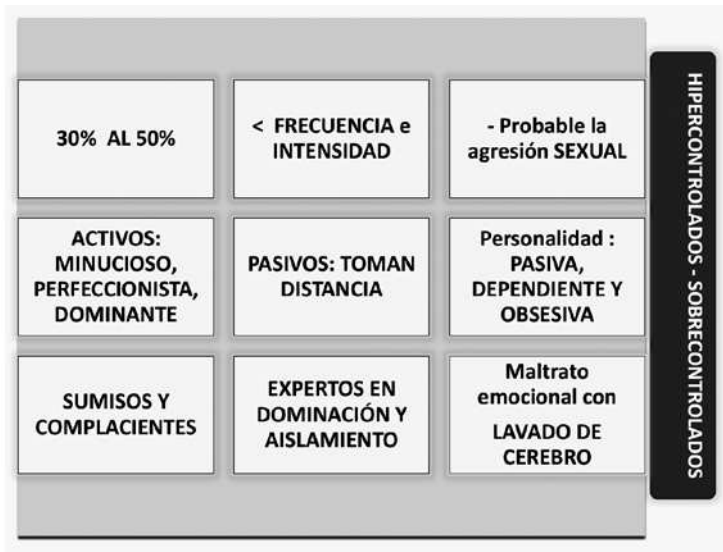 30% AL 50%
< FRECUENCIA e
INTENSIDAD
- Probable la
agresión SEXUAL
ACTIVOS:
MINUCIOSO,
PERFECCIONISTA,
DOMINANTE
PASIVOS: TOMAN
DISTANCIA
Personalidad :
PASIVA,
DEPENDIENTE Y
OBSESIVA
SUMISOS Y
COMPLACIENTES
EXPERTOS EN
DOMINACIÓN Y
AISLAMIENTO
Maltrato
emocional con
LAVADO DE
CEREBRO
HIPERCONTROLADOS - SOBRECONTROLADOS